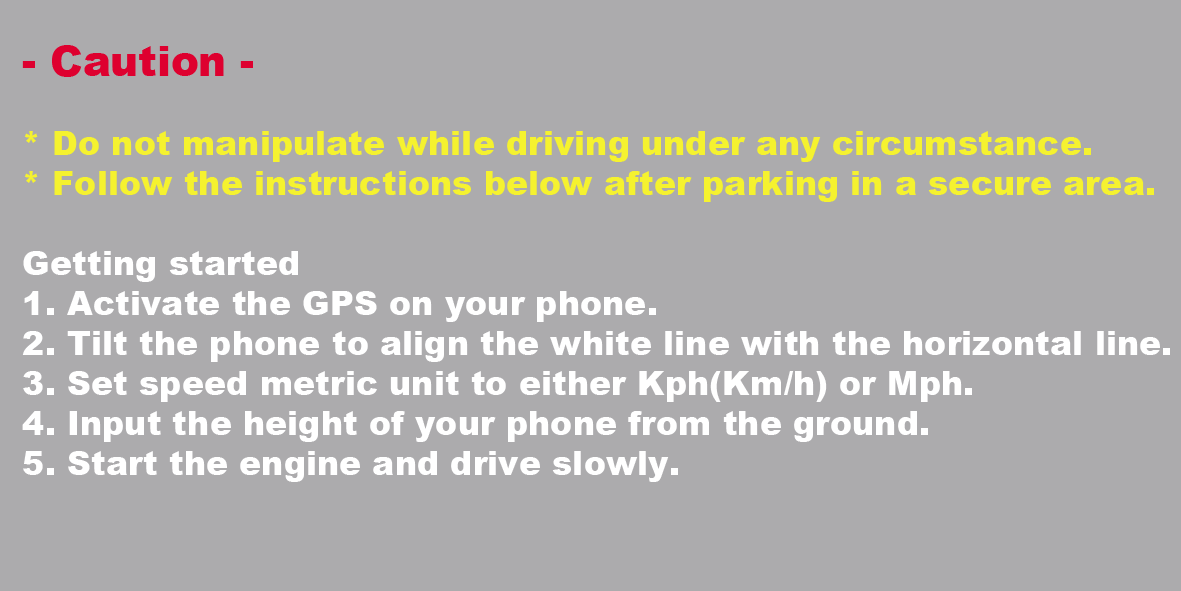 - Caution -
* Do not manipulate while driving under any circumstance.
* Follow the instructions below after parking in a secure area.
Getting started
1. Activate the GPS on your phone.
2. Tilt the phone to align the white line with the horizontal line.
3. Set speed metric unit to either Kph(Km/h) or Mph.
4. Input the height of your phone from the ground.
5. Start the engine and drive slowly.